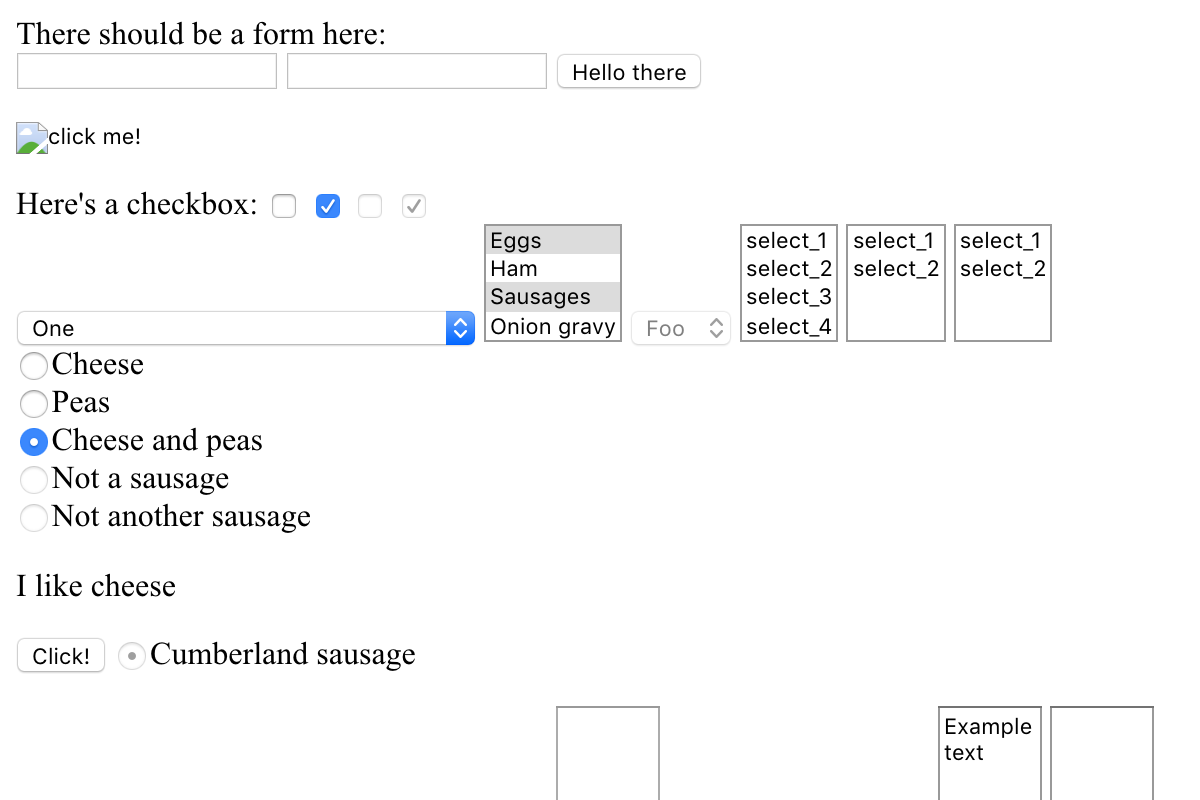 There should be a form here:
Hello there
click me!
Here's a checkbox:
Eggs
Ham
Sausages
Onion gravy
select_1
select_2
select_3
select_4
select_1
select_2
select_1
select_2
One
Foo
Cheese
Peas
Cheese and peas
Not a sausage
Not another sausage
I like cheese
Click! Cumberland sausage
Example
text